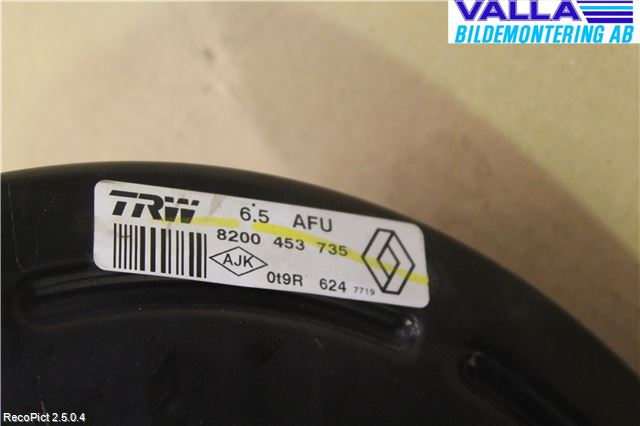 VALLA
BILDEMONTERING AB
TRW 6.5 AFU
8200 453 735
AJK
0t9R 624 7719
RecoPict 2.5.0.4